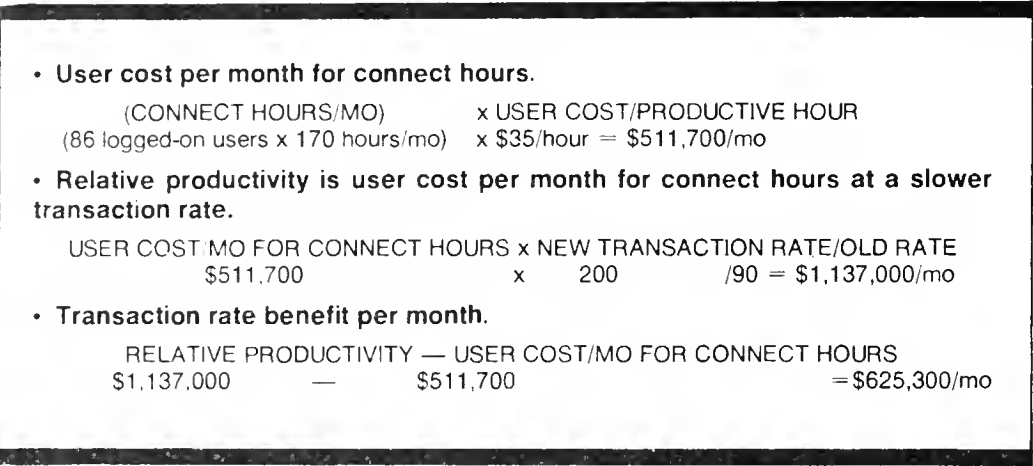 • User cost per month for connect hours.
(CONNECT HOURS/MO) x USER COST/PRODUCTIVE HOUR
(86 logged-on users x 170 hours/mo) x $35/hour = $511,700/mo
• Relative productivity is user cost per month for connect hours at a slower
transaction rate.
USER COST/MO FOR CONNECT HOURS x NEW TRANSACTION RATE/OLD RATE
$511,700 x 200 /90 = $1,137,000/mo
• Transaction rate benefit per month.
RELATIVE PRODUCTIVITY — USER COST/MO FOR CONNECT HOURS
$1,137,000 — $511,700 = $625,300/mo